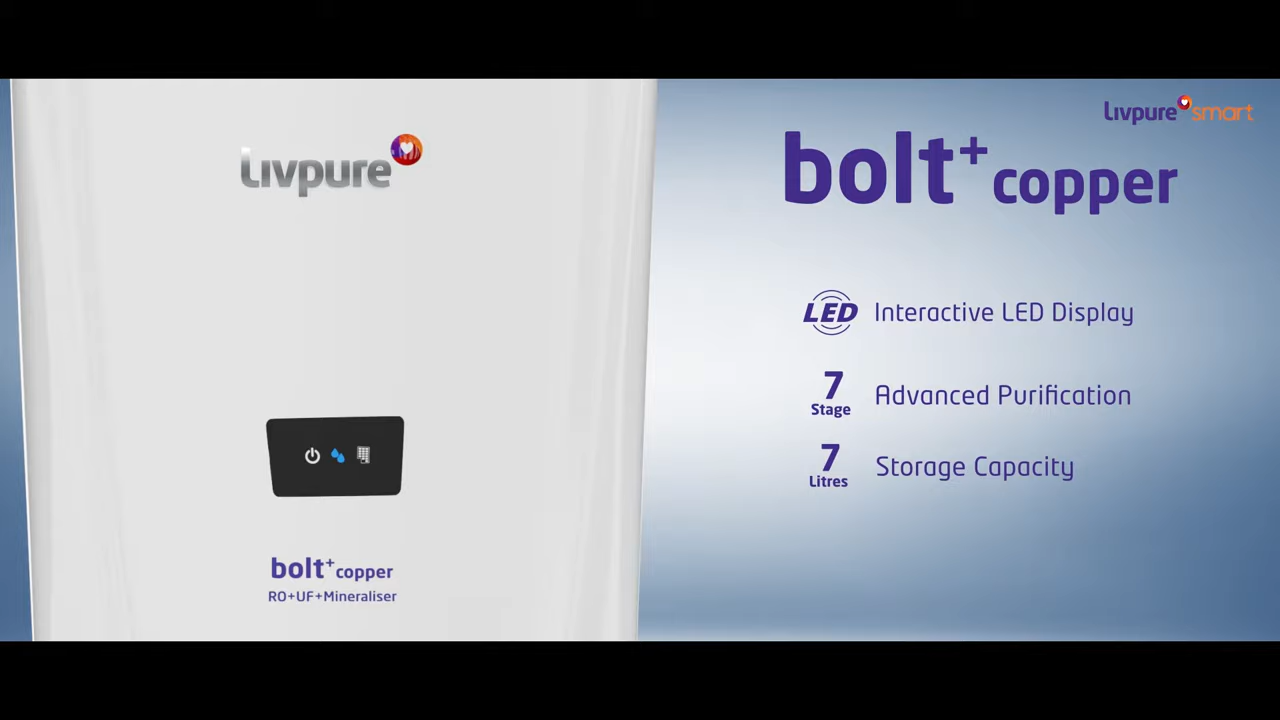 Livpure
bolt+ copper
RO+UF+Mineraliser
Livpure smart
bolt+ copper
LED Interactive LED Display
7 Stage Advanced Purification
7 Litres Storage Capacity